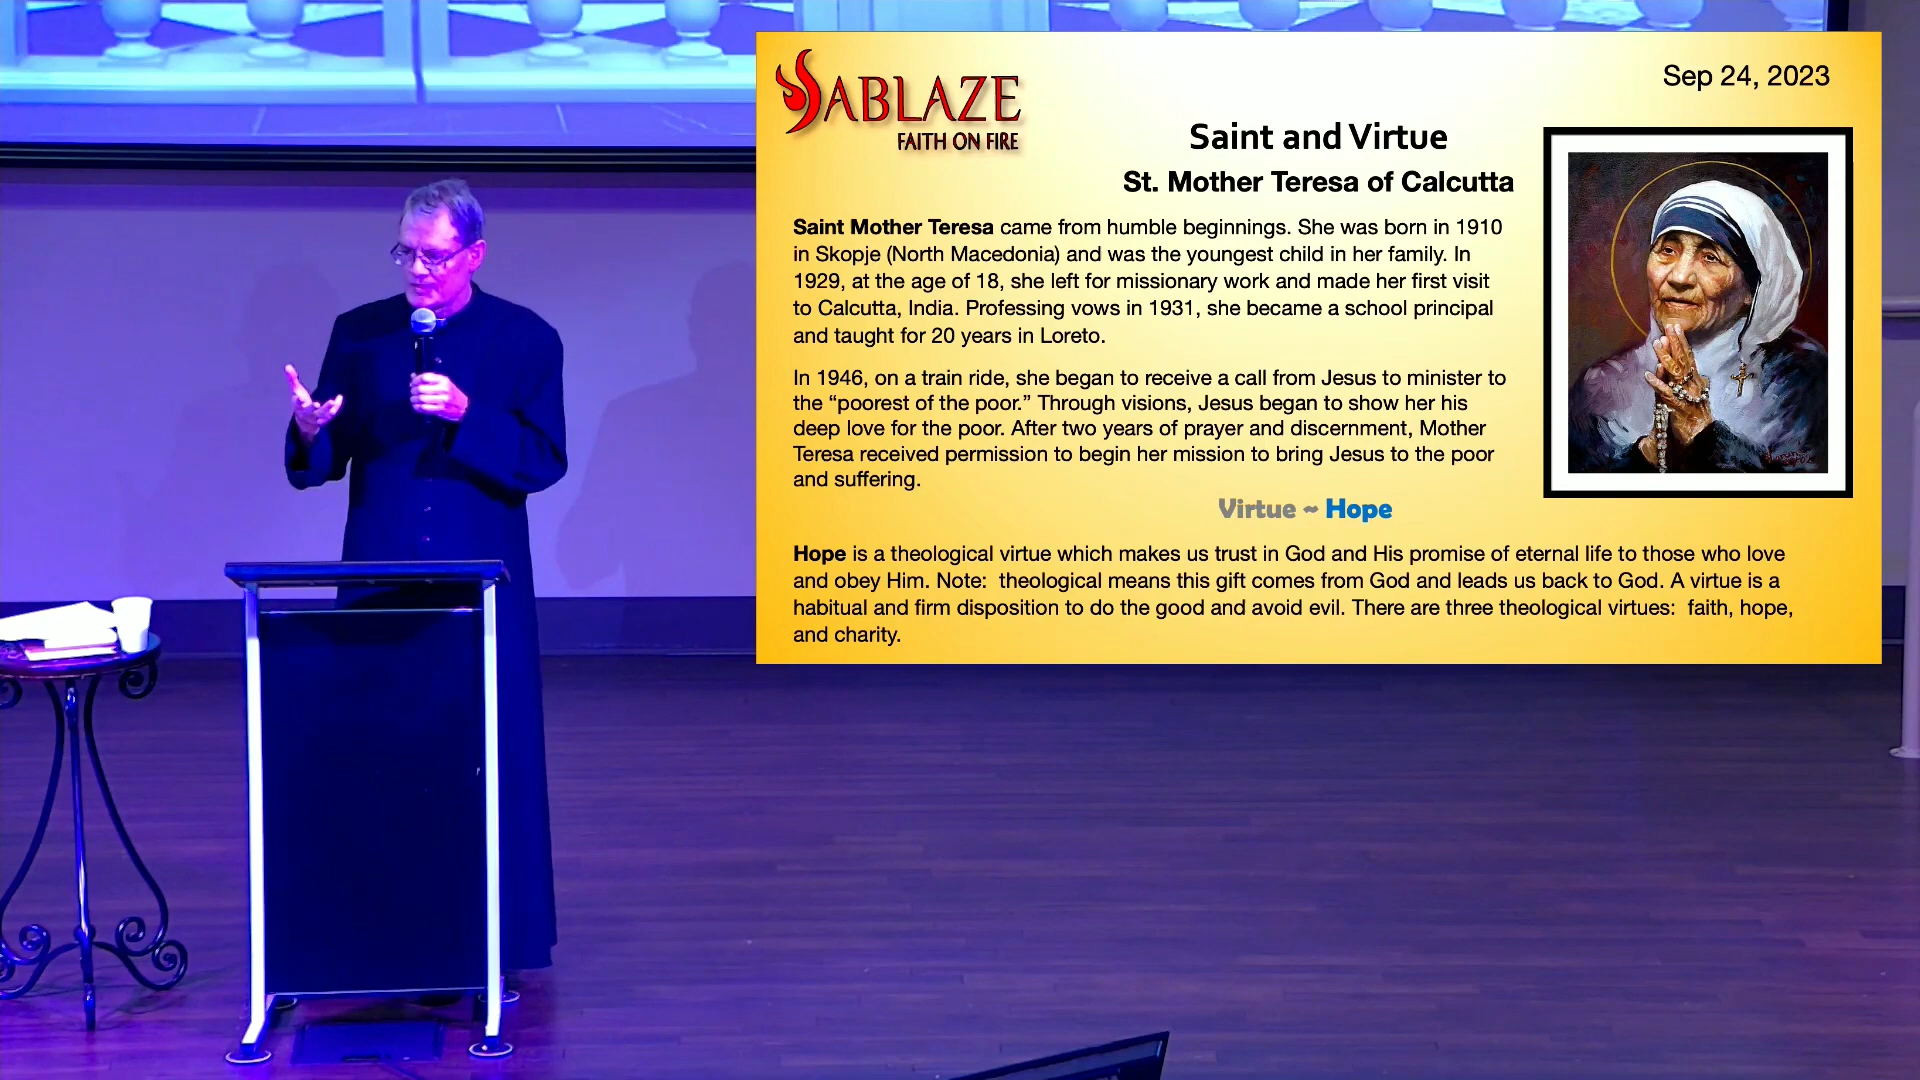 ABLAZE
FAITH ON FIRE
Sep 24, 2023
Saint and Virtue
St. Mother Teresa of Calcutta
Saint Mother Teresa came from humble beginnings. She was born in 1910
in Skopje (North Macedonia) and was the youngest child in her family. In
1929, at the age of 18, she left for missionary work and made her first visit
to Calcutta, India. Professing vows in 1931, she became a school principal
and taught for 20 years in Loreto.
In 1946, on a train ride, she began to receive a call from Jesus to minister to
the “poorest of the poor.” Through visions, Jesus began to show her his
deep love for the poor. After two years of prayer and discernment, Mother
Teresa received permission to begin her mission to bring Jesus to the poor
and suffering.
Virtue ~ Hope
Hope is a theological virtue which makes us trust in God and His promise of eternal life to those who love
and obey Him. Note:  theological means this gift comes from God and leads us back to God. A virtue is a
habitual and firm disposition to do the good and avoid evil. There are three theological virtues:  faith, hope,
and charity.